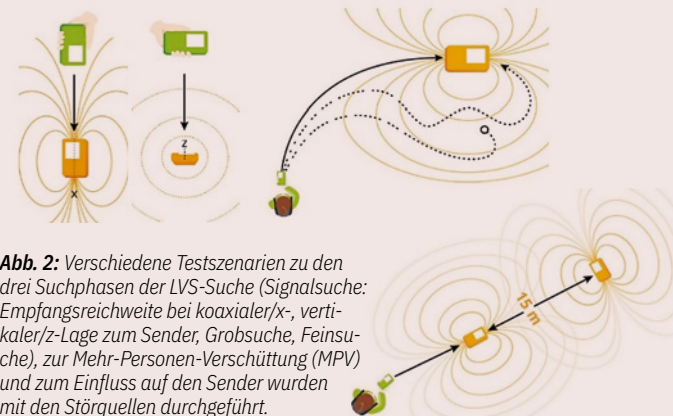 z
x
15 m
Abb. 2: Verschiedene Testszenarien zu den
drei Suchphasen der LVS-Suche (Signalsuche:
Empfangsreichweite bei koaxialer/x-, verti-
kaler/z-Lage zum Sender, Grobsuche, Feinsu-
che), zur Mehr-Personen-Verschüttung (MPV)
und zum Einfluss auf den Sender wurden
mit den Störquellen durchgeführt.